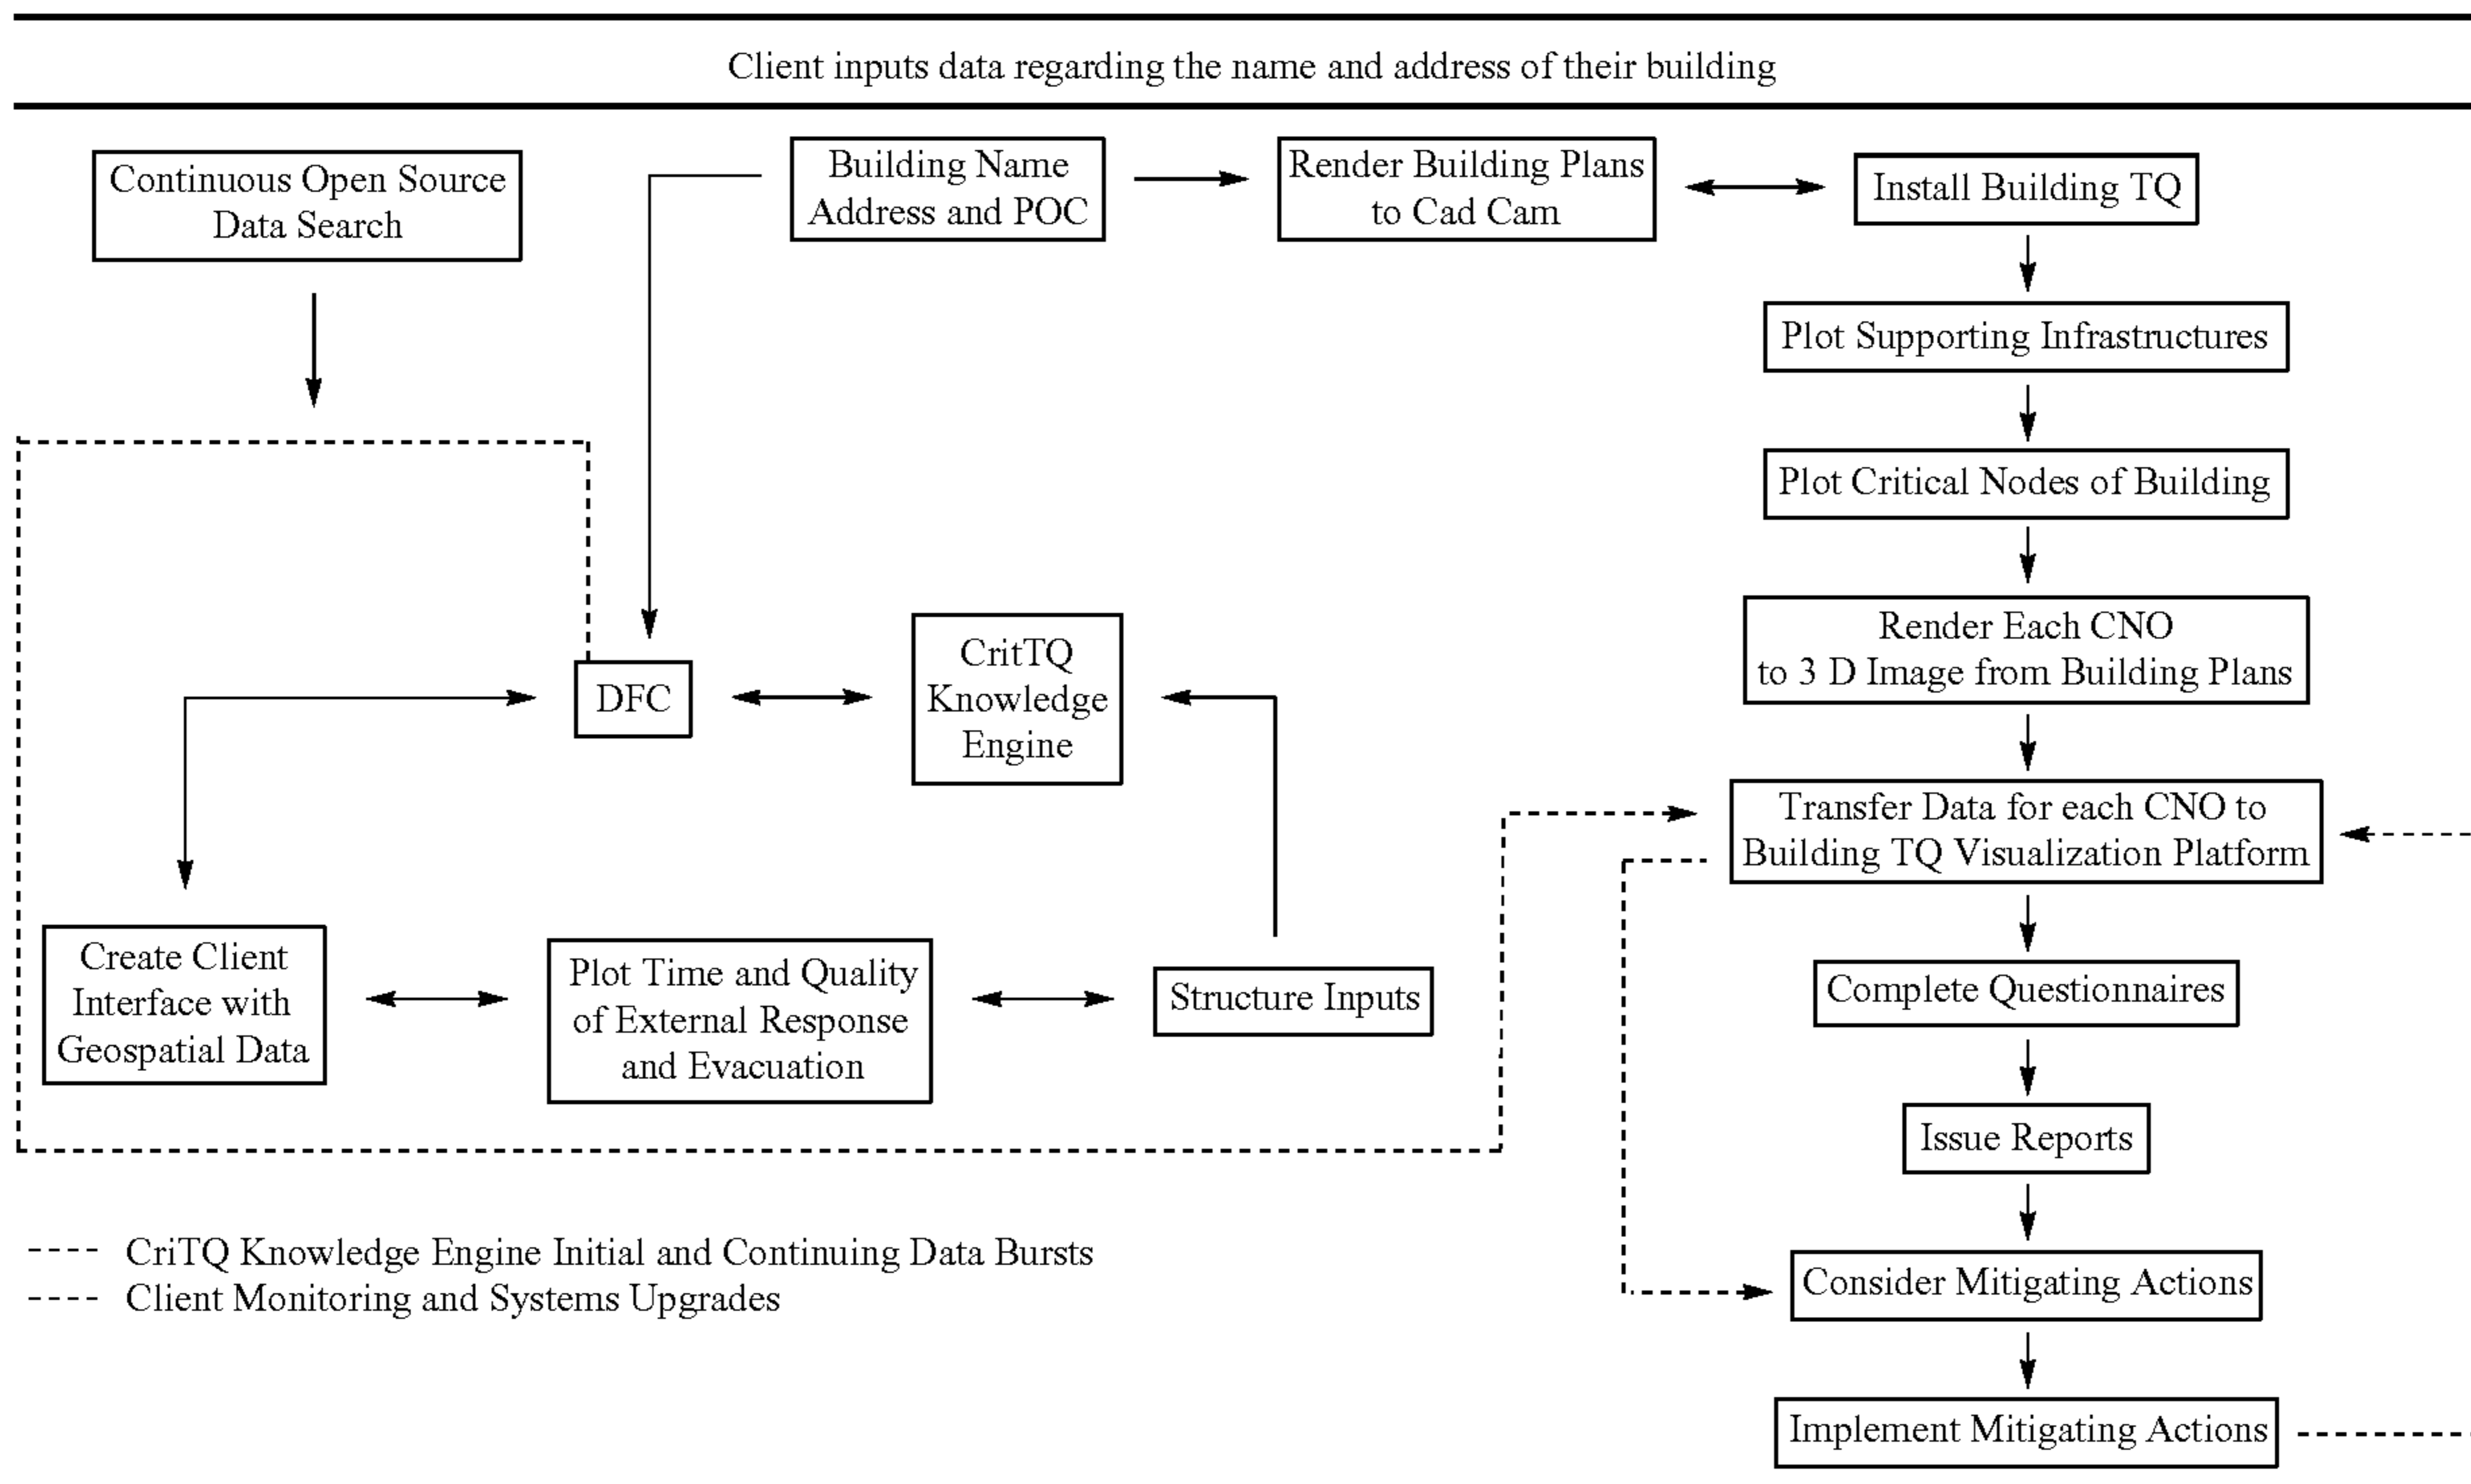 Client inputs data regarding the name and address of their building
Continuous Open Source
Data Search
Building Name
Address and POC
Render Building Plans
to Cad Cam
Install Building TQ
Plot Supporting Infrastructures
Plot Critical Nodes of Building
Render Each CNO
to 3 D Image from Building Plans
DFC
CritTQ
Knowledge
Engine
Transfer Data for each CNO to
Building TQ Visualization Platform
Create Client
Interface with
Geospatial Data
Plot Time and Quality
of External Response
and Evacuation
Structure Inputs
Complete Questionnaires
Issue Reports
Consider Mitigating Actions
Implement Mitigating Actions
CriTQ Knowledge Engine Initial and Continuing Data Bursts
Client Monitoring and Systems Upgrades